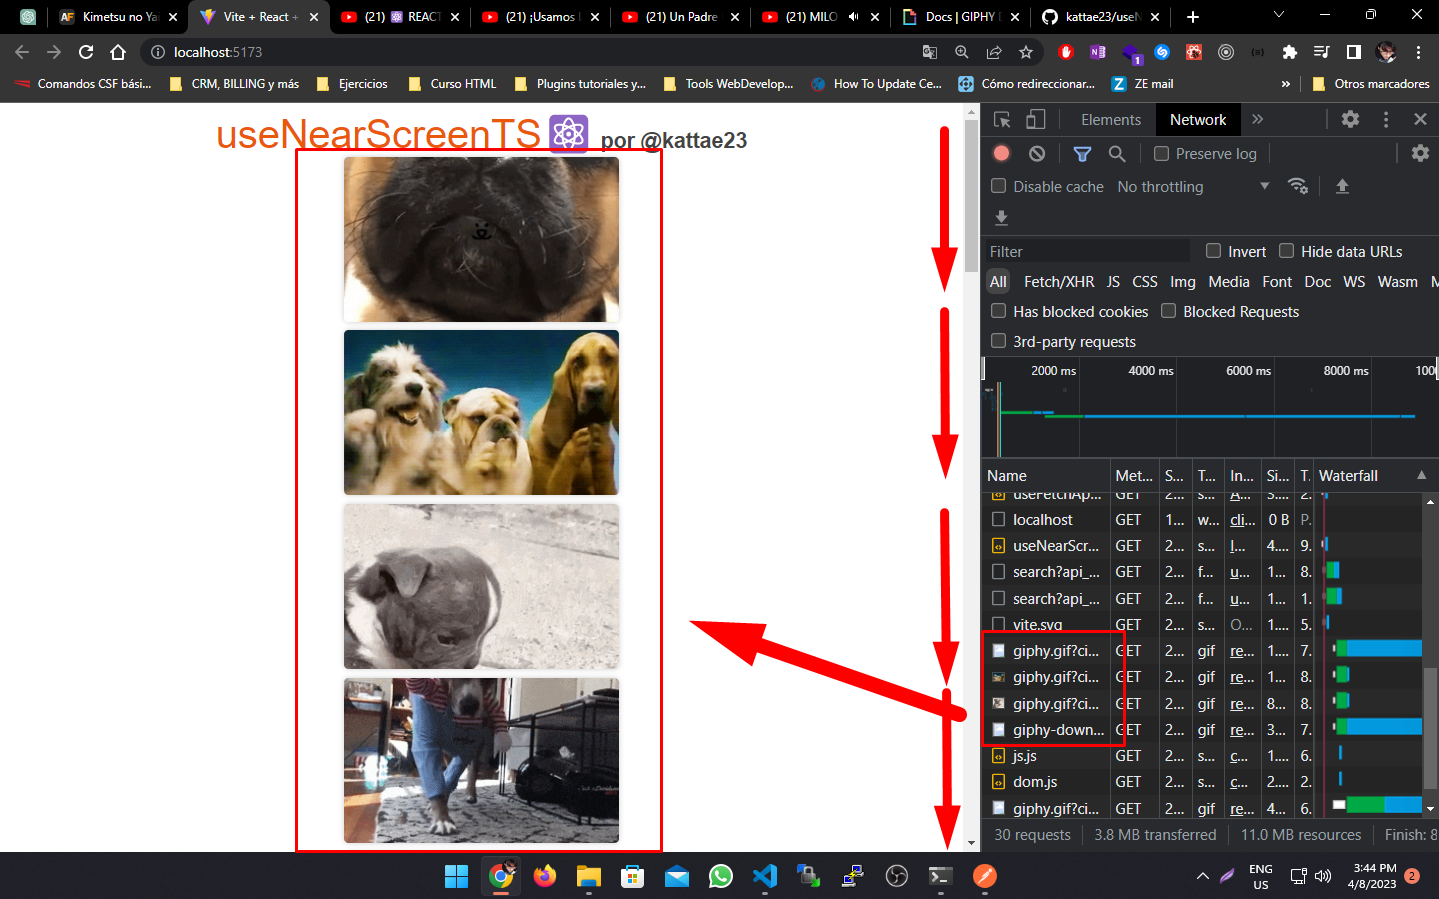 Kimetsu no Ya
Vite + React +
(21) REACT
(21) ¡Usamos
(21) Un Padre
(21) MILO
Docs | GIPHY
kattae23/useN
localhost:5173
Comandos CSF bási...
CRM, BILLING y más
Ejercicios
Curso HTML
Plugins tutoriales y...
Tools WebDevelop...
How To Update Ce...
Cómo redireccionar...
ZE mail
»
Otros marcadores
useNearScreenTS por @kattae23
Elements
Network
»
Preserve log
Disable cache
No throttling
Filter
Invert
Hide data URLs
All
Fetch/XHR
JS
CSS
Img
Media
Font
Doc
WS
Wasm
Has blocked cookies
Blocked Requests
3rd-party requests
2000 ms
4000 ms
6000 ms
8000 ms
Name Met... S... T... In... Si... T. Waterfall
useFetchAp... GET 2... s... A... 3.... 2.
localhost GET 1... w... cli... 0 B P.
useNearScr... GET 2... s... I... 4.... 9.
search?api_... GET 2... f... u... 1.... 8.
search?api_... GET 2... f... u... 1.... 1.
vite.svg GET 2... s... O... 1.... 5.
giphy.gif?ci... GET 2... gif re... 1.... 7.
giphy.gif?ci... GET 2... gif re... 1.... 8.
giphy.gif?ci... GET 2... gif re... 8... 8.
giphy-down... GET 2... gif re... 3... 7.
js.js GET 2... s... c... 1.... 6.
dom.js GET 2... s... c... 2.... 2.
giphy.gif?ci... GET 2... gif re... 4... 6.
30 requests
3.8 MB transferred
11.0 MB resources
Finish: 8
ENG
US
3:44 PM
4/8/2023
2